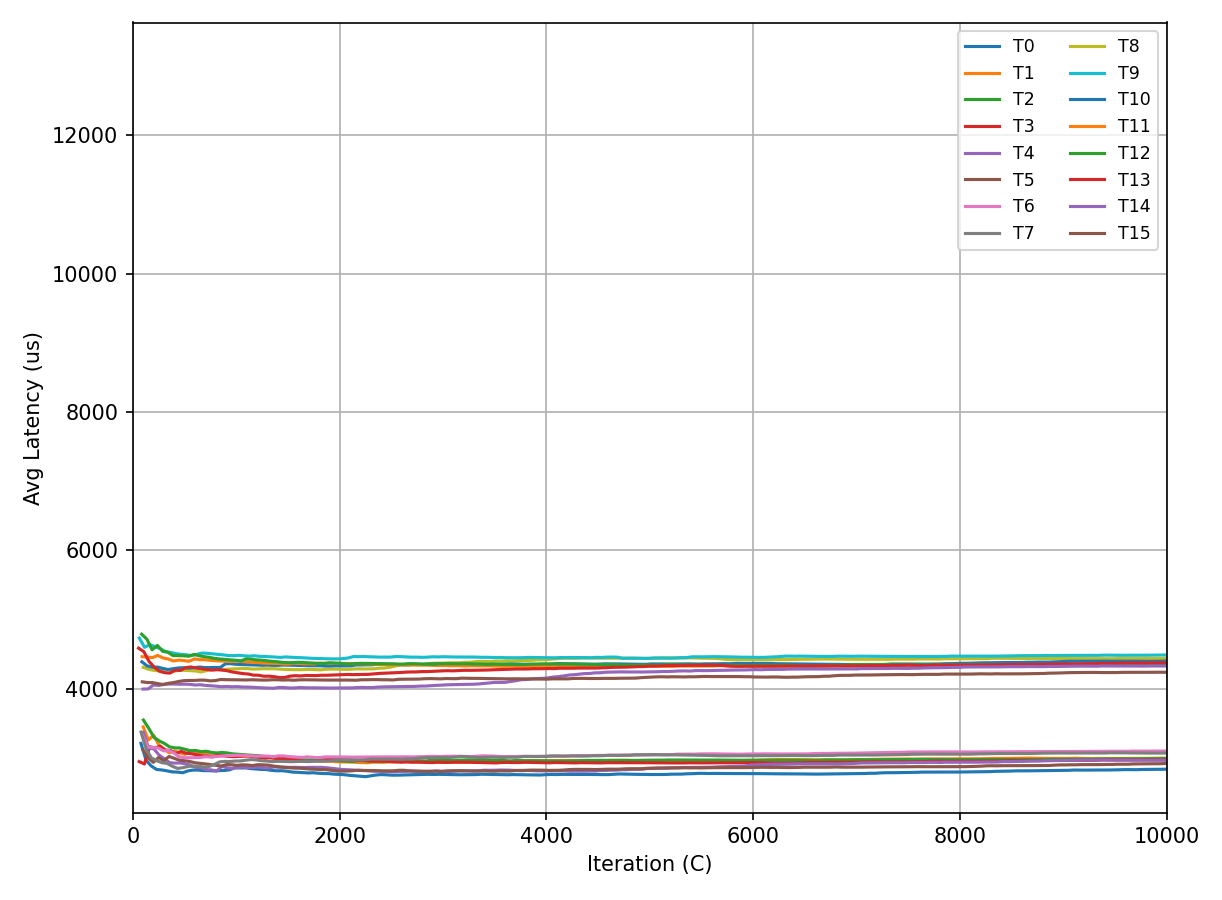 T0 T8
T1 T9
T2 T10
T3 T11
T4 T12
T5 T13
T6 T14
T7 T15
12000
10000
8000
6000
4000
Avg Latency (us)
0 2000 4000 6000 8000 10000
Iteration (C)